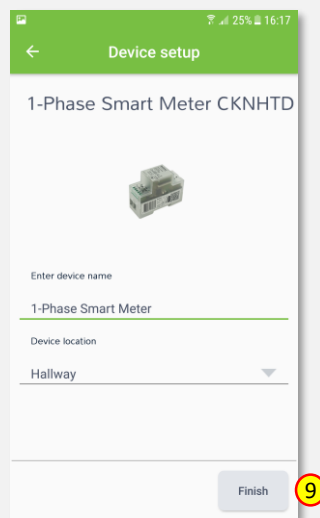 25% 16:17
Device setup
1-Phase Smart Meter CKNHTD
Enter device name
1-Phase Smart Meter
Device location
Hallway
Finish
9